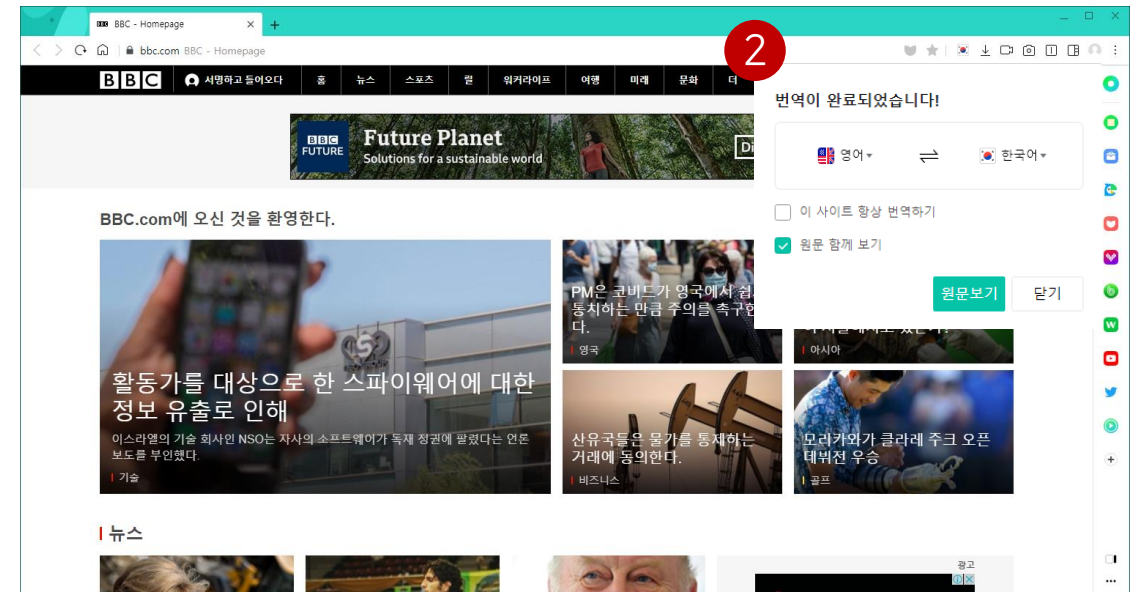 BBC - Homepage
2
bbc.com BBC - Homepage
BBC 서명하고 들어오다 홈 뉴스 스포츠 릴 워커라이프 여행 미래 문화 더
번역이 완료되었습니다!
영어 한국어
이 사이트 항상 번역하기
원문 함께 보기
원문보기 닫기
BBC FUTURE
Future Planet
Solutions for a sustainable world
Di
BBC.com에 오신 것을 환영한다.
활동가를 대상으로 한 스파이웨어에 대한
정보 유출로 인해
이스라엘의 기술 회사인 NSO는 자사의 소프트웨어가 독재 정권에 팔렸다는 언론
보도를 부인했다.
기술
PM은 코비드가 영국에서 쉽
통치하는 만큼 주의를 촉구한
다.
영국
아시아
산유국들은 물가를 통제하는
거래에 동의한다.
비즈니스
모리카와가 클라레 주크 오픈
데뷔전 우승
골프
뉴스
광고